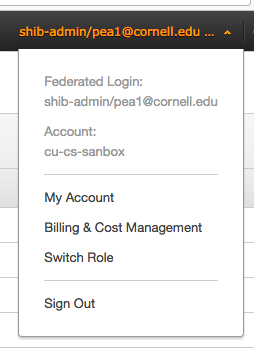 shib-admin/pea1@cornell.edu ...
Federated Login:
shib-admin/pea1@cornell.edu
Account:
cu-cs-sanbox
My Account
Billing & Cost Management
Switch Role
Sign Out